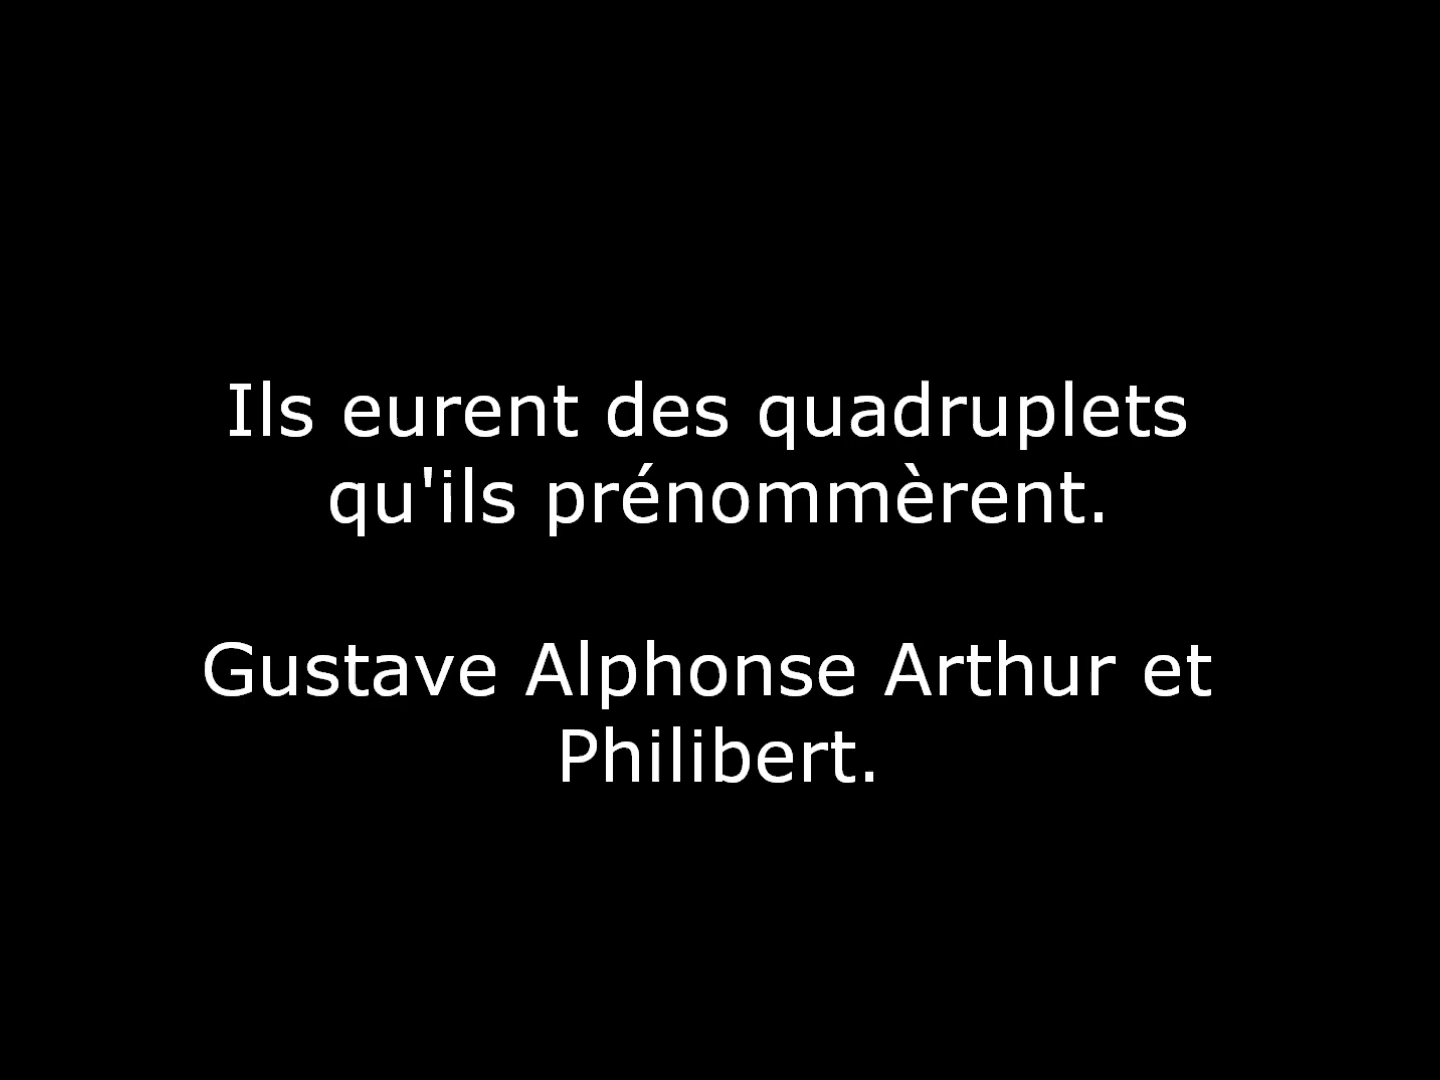 Ils eurent des quadruplets
qu'ils prénommèrent.
Gustave Alphonse Arthur et
Philibert.